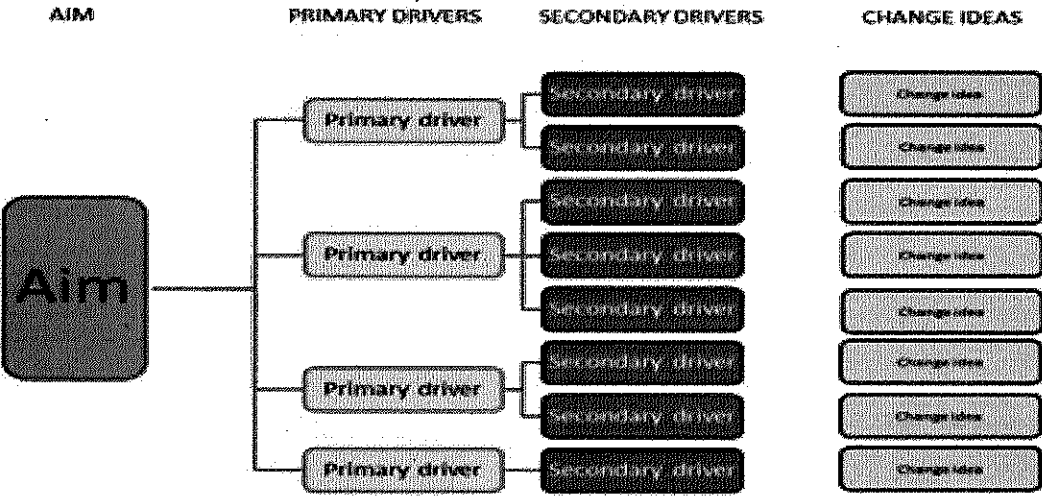 AIM PRIMARY DRIVERS SECONDARY DRIVERS CHANGE IDEAS
Secondary driver Change idea
Primary driver
Secondary driver Change idea
Secondary driver Change idea
Primary driver Secondary driver Change idea
Aim
Secondary driver Change idea
Secondary driver Change idea
Primary driver
Secondary driver Change idea
Primary driver Secondary driver Change idea